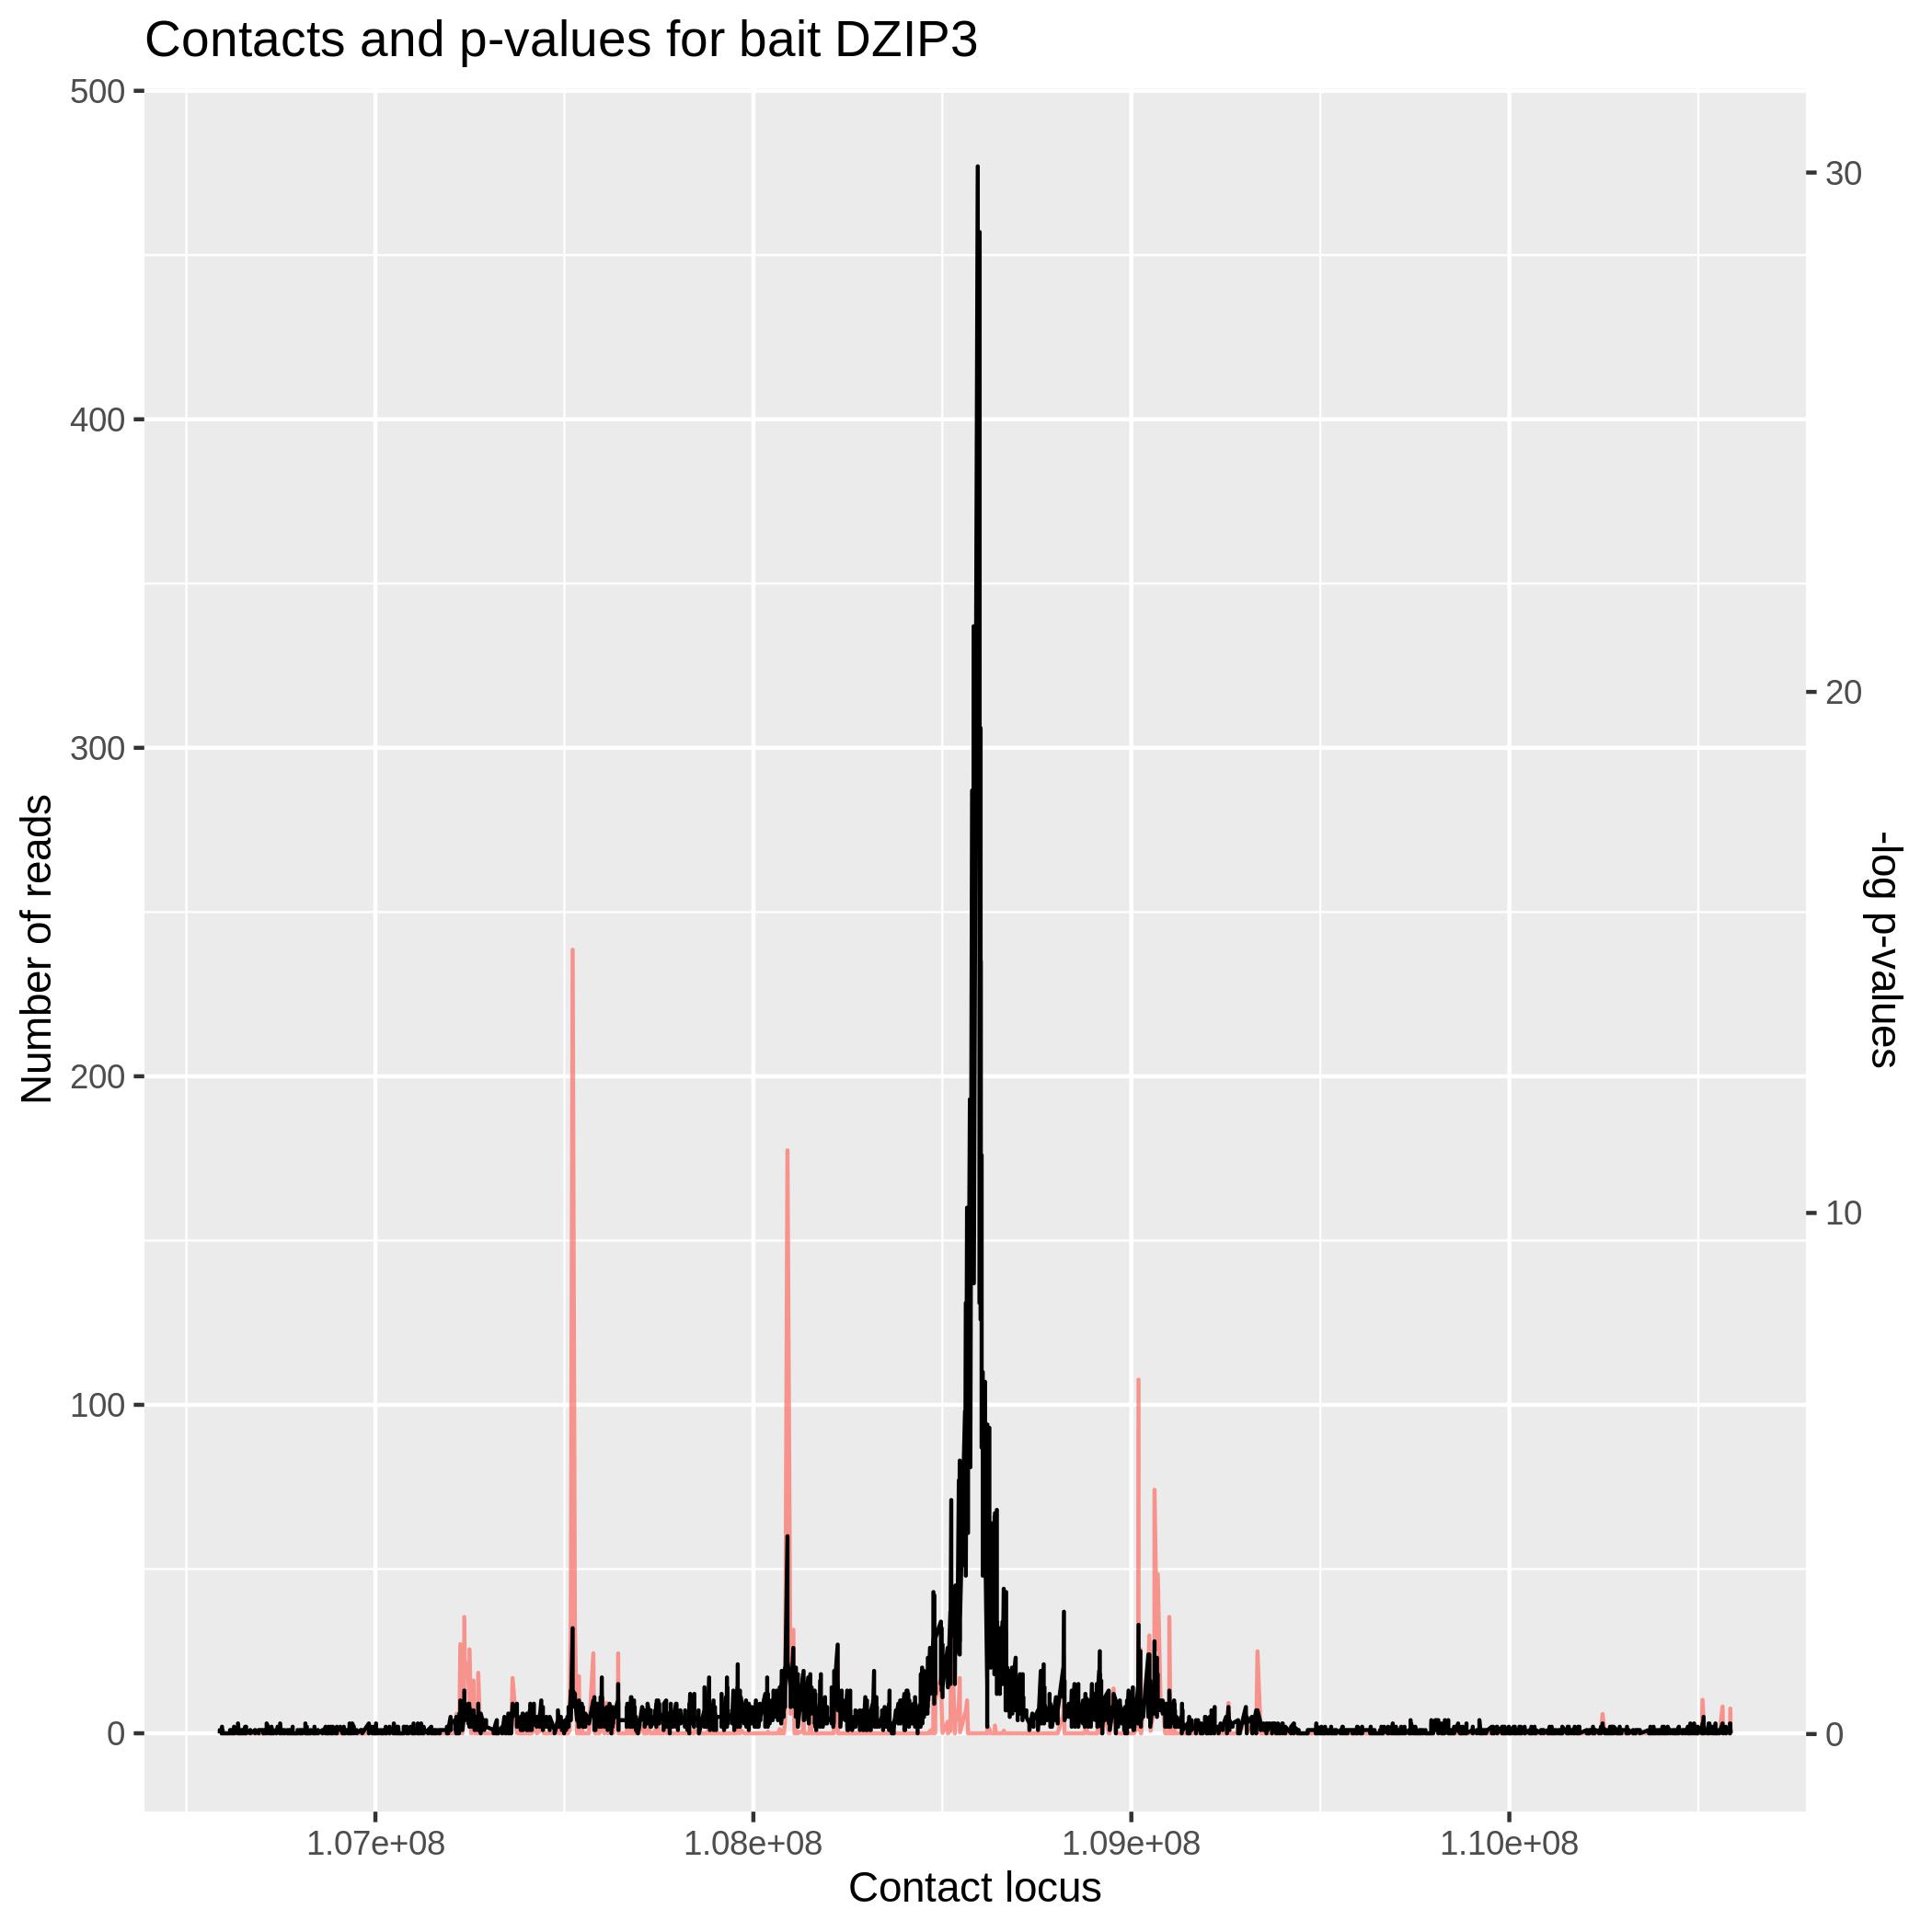 Contacts and p-values for bait DZIP3
500
400
300
200
100
0
Number of reads
30
20
10
0
-log p-values
1.07e+08
1.08e+08
1.09e+08
1.10e+08
Contact locus